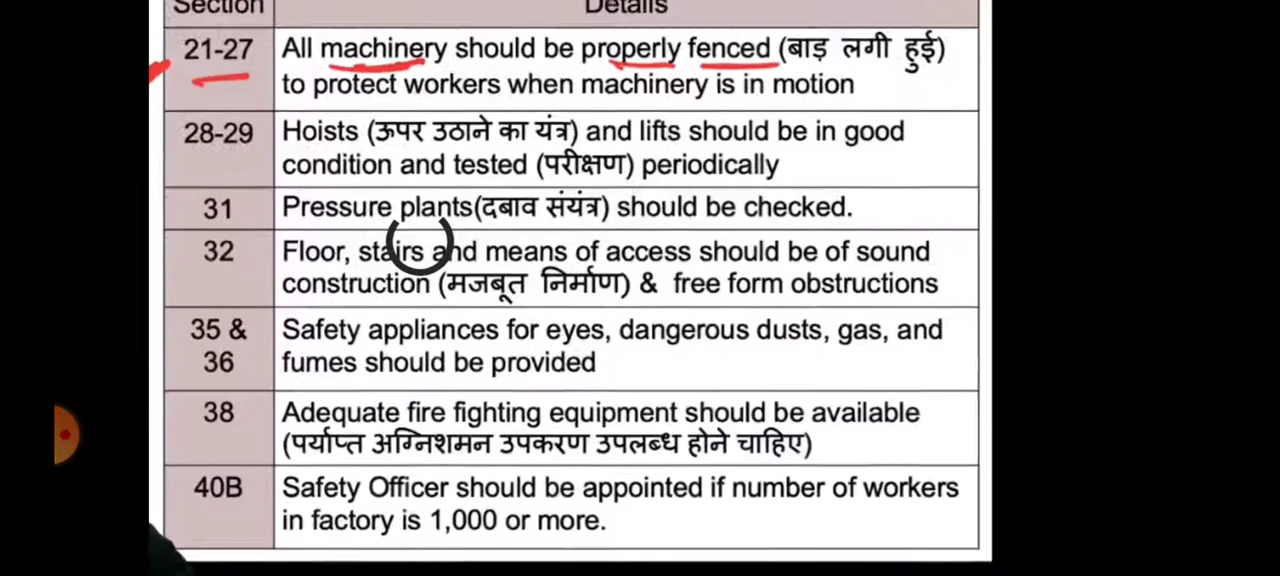 Section Details
21-27 All machinery should be properly fenced (बाड़ लगी हुई)
to protect workers when machinery is in motion
28-29 Hoists (ऊपर उठाने का यंत्र) and lifts should be in good
condition and tested (परीक्षण) periodically
31 Pressure plants(दबाव संयंत्र) should be checked.
32 Floor, stairs and means of access should be of sound
construction (मजबूत निर्माण) & free form obstructions
35 & Safety appliances for eyes, dangerous dusts, gas, and
36 fumes should be provided
38 Adequate fire fighting equipment should be available
(पर्याप्त अग्निशमन उपकरण उपलब्ध होने चाहिए)
40B Safety Officer should be appointed if number of workers
in factory is 1,000 or more.